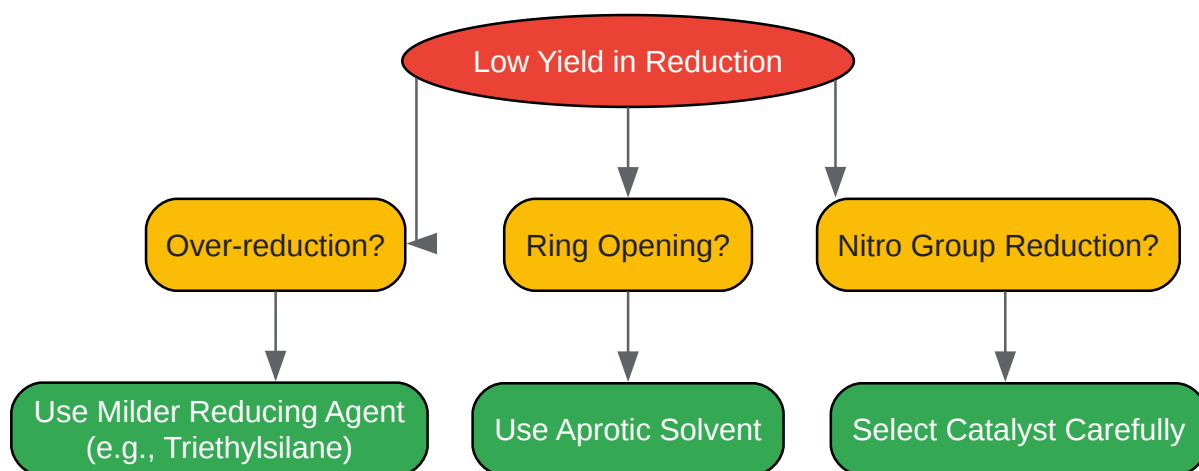 Low Yield in Reduction
Over-reduction?
Ring Opening?
Nitro Group Reduction?
Use Milder Reducing Agent
(e.g., Triethylsilane)
Use Aprotic Solvent
Select Catalyst Carefully